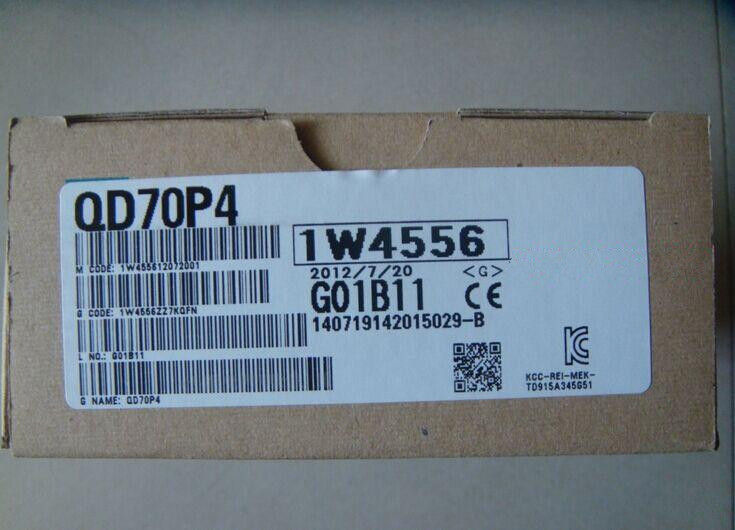 QD70P4
1W4556
M CODE: 1W455612072001
2012/7/20 <G>
G01B11 CE
G CODE: 1W4556ZZ7KQFN
140719142015029-B
L NO.: G01B11
KCC-REI-MEK-
TD915A345G51
G NAME: QD70P4